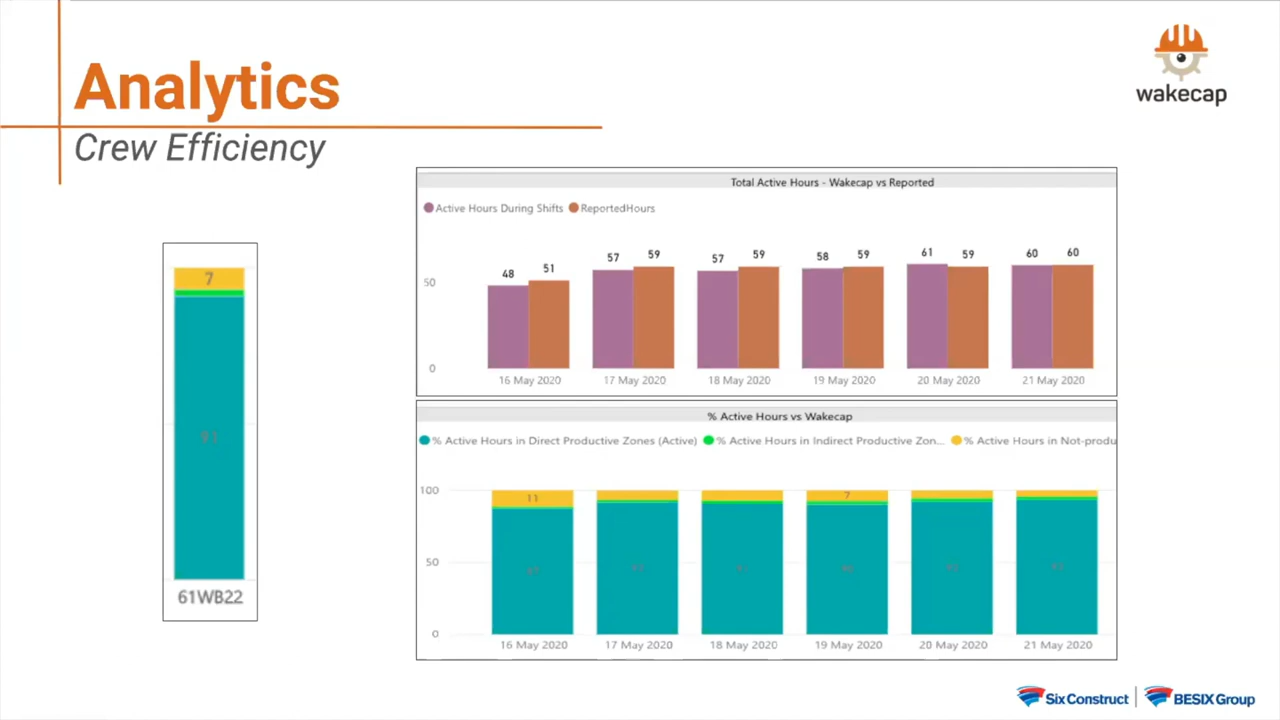 Analytics
Crew Efficiency
wakecap
7
91
61WB22
Total Active Hours - Wakecap vs Reported
Active Hours During Shifts ReportedHours
50
0
48 51 57 59 57 59 58 59 61 59 60 60
16 May 2020 17 May 2020 18 May 2020 19 May 2020 20 May 2020 21 May 2020
% Active Hours vs Wakecap
% Active Hours in Direct Productive Zones (Active) % Active Hours in Indirect Productive Zon... % Active Hours in Not-produ
100
50
0
11 7
16 May 2020 17 May 2020 18 May 2020 19 May 2020 20 May 2020 21 May 2020
Six Construct BESIX Group